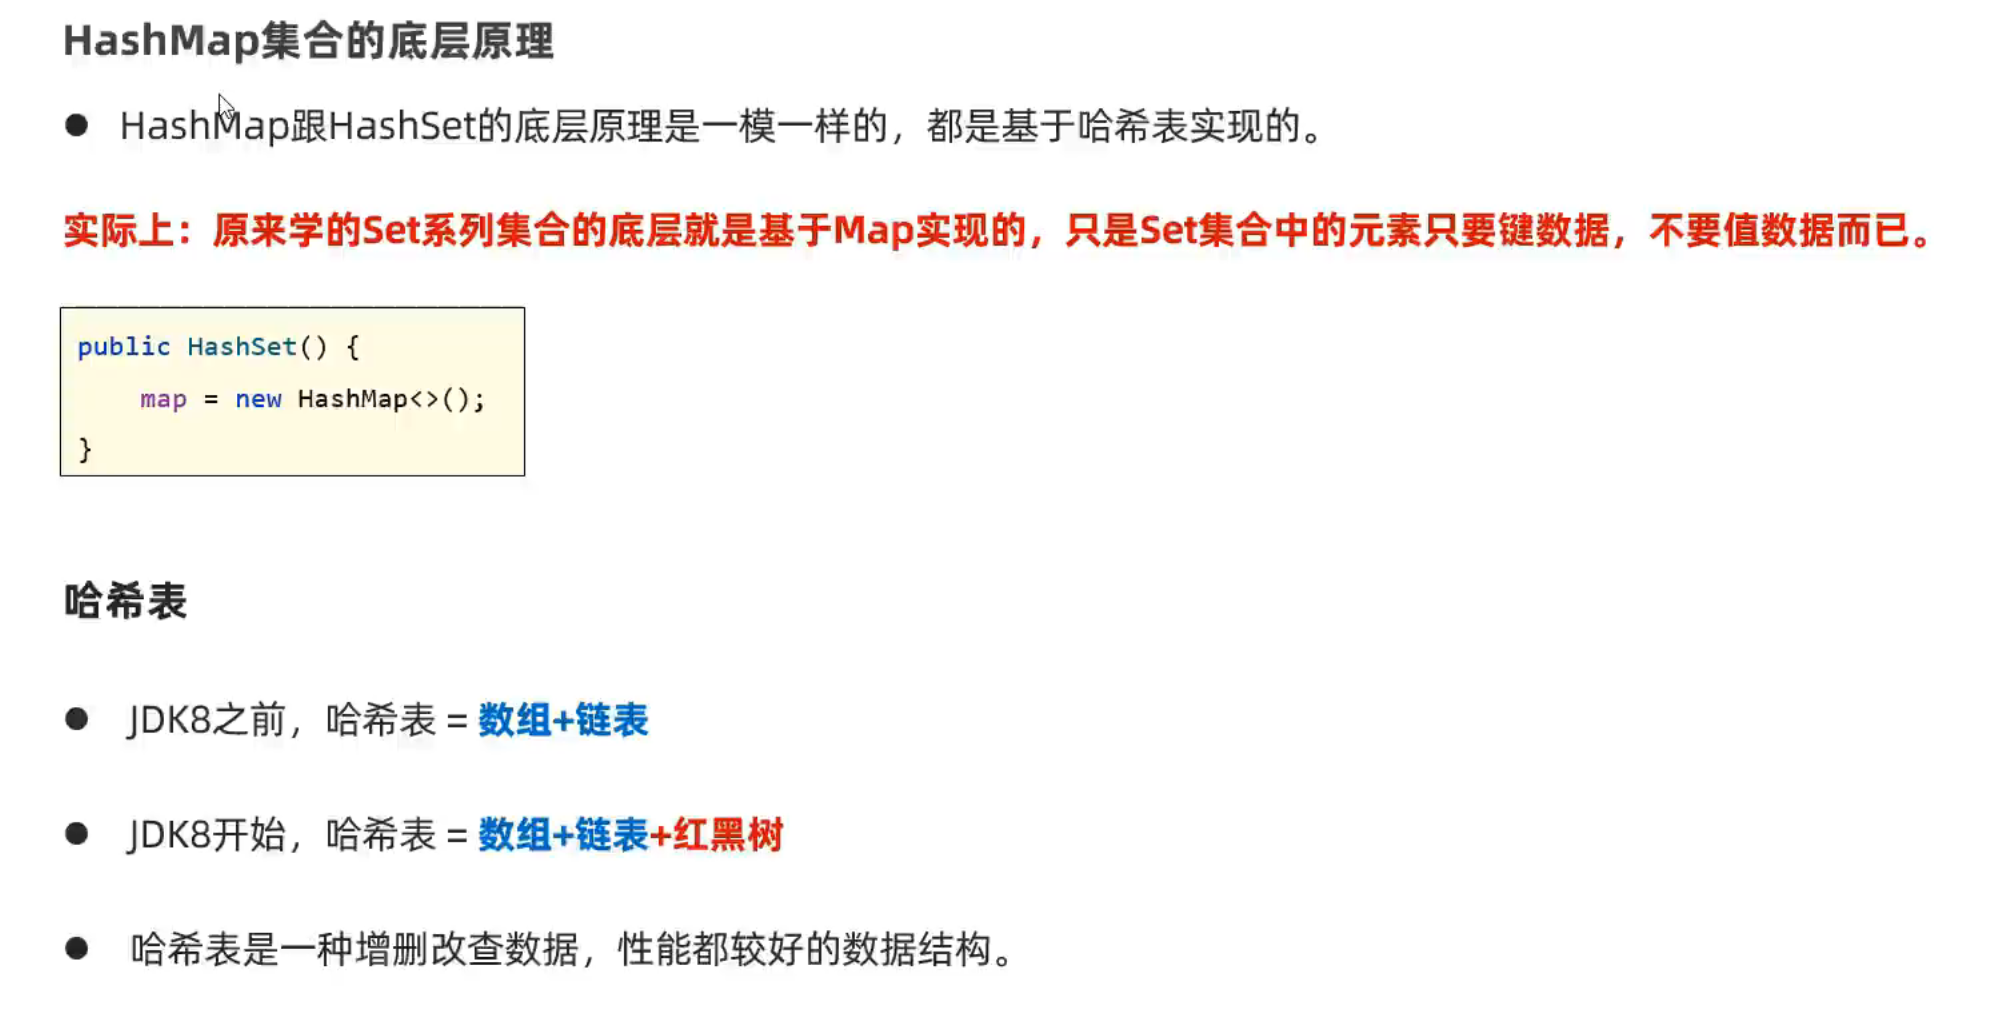 HashMap集合的底层原理
● HashMap跟HashSet的底层原理是一模一样的，都是基于哈希表实现的。
实际上：原来学的Set系列集合的底层就是基于Map实现的，只是Set集合中的元素只要键数据，不要值数据而已。
public HashSet() {
    map = new HashMap<>();
}
哈希表
● JDK8之前，哈希表 = 数组+链表
● JDK8开始，哈希表 = 数组+链表+红黑树
● 哈希表是一种增删改查数据，性能都较好的数据结构。